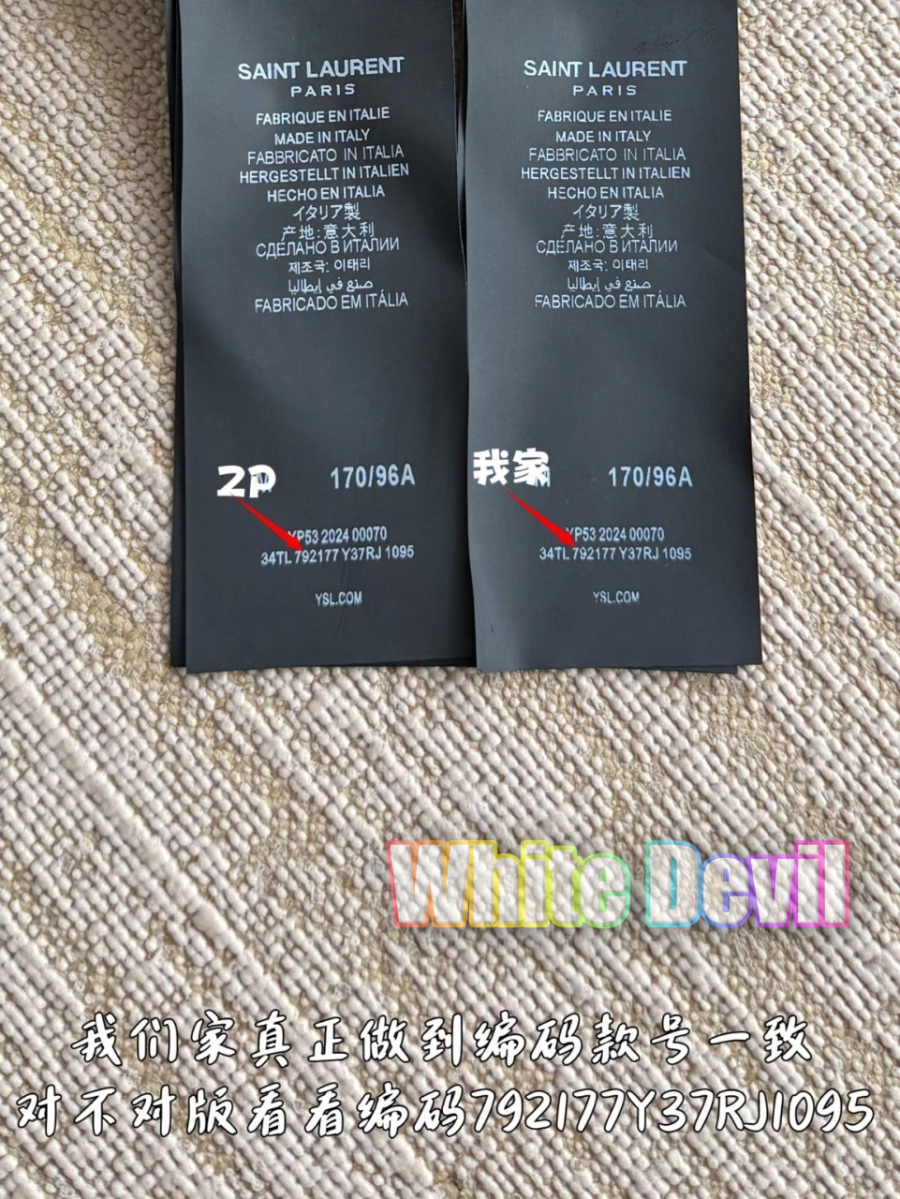 SAINT LAURENT
PARIS
FABRIQUE EN ITALIE
MADE IN ITALY
FABBRICATO IN ITALIA
HERGESTELLT IN ITALIEN
HECHO EN ITALIA
イタリア製
产地:意大利
СДЕЛАНО В ИТАЛИИ
제조국: 이태리
صنع في إيطاليا
FABRICADO EM ITÁLIA
2P
170/96A
YP53 2024 00070
34TL 792177 Y37RJ 1095
YSL.COM
SAINT LAURENT
PARIS
FABRIQUE EN ITALIE
MADE IN ITALY
FABBRICATO IN ITALIA
HERGESTELLT IN ITALIEN
HECHO EN ITALIA
イタリア製
产地:意大利
СДЕЛАНО В ИТАЛИИ
제조국: 이태리
صنع في إيطاليا
FABRICADO EM ITÁLIA
我家
M 170/96A
YP53 2024 00070
34TL 792177 Y37RJ 1095
YSL.COM
White Devil
我们家真正做到编码款号一致
对不对版看看编码792177Y37RJ1095